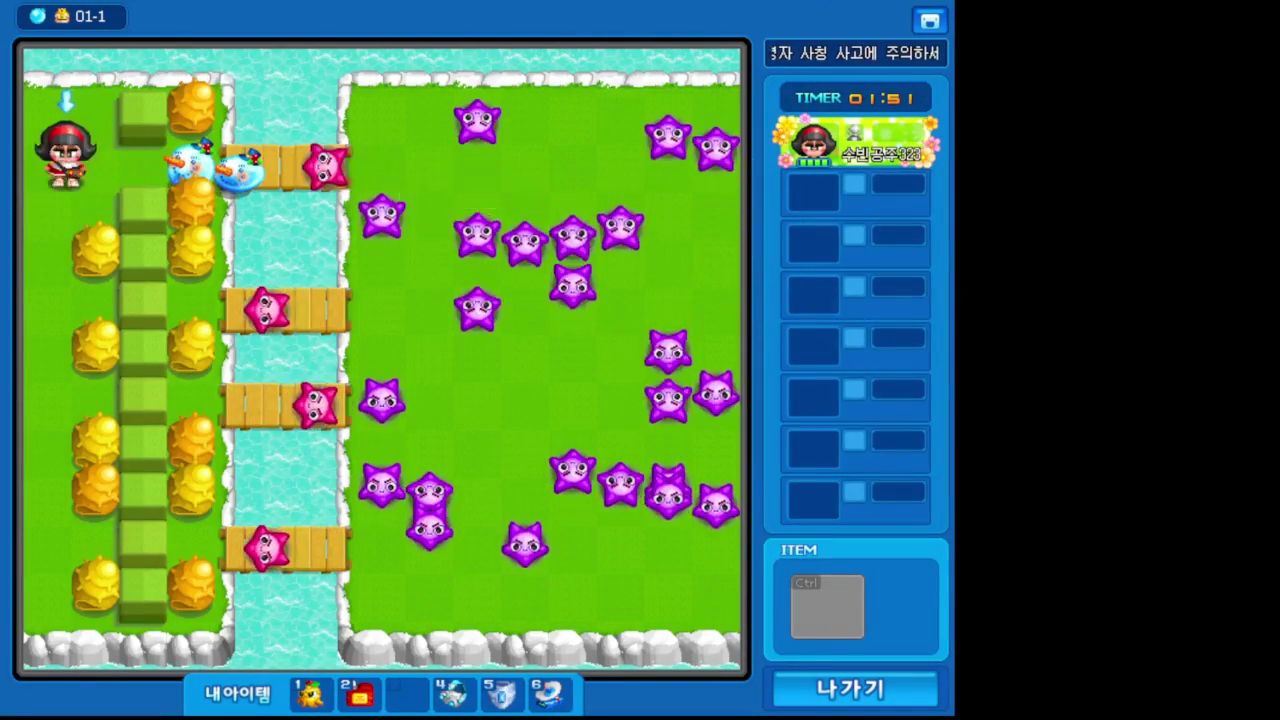 01-1
자 사칭 사고에 주의하세
TIMER 01:51
수빈공주323
ITEM
Ctrl
내아이템 1 2 4 5 6
나가기